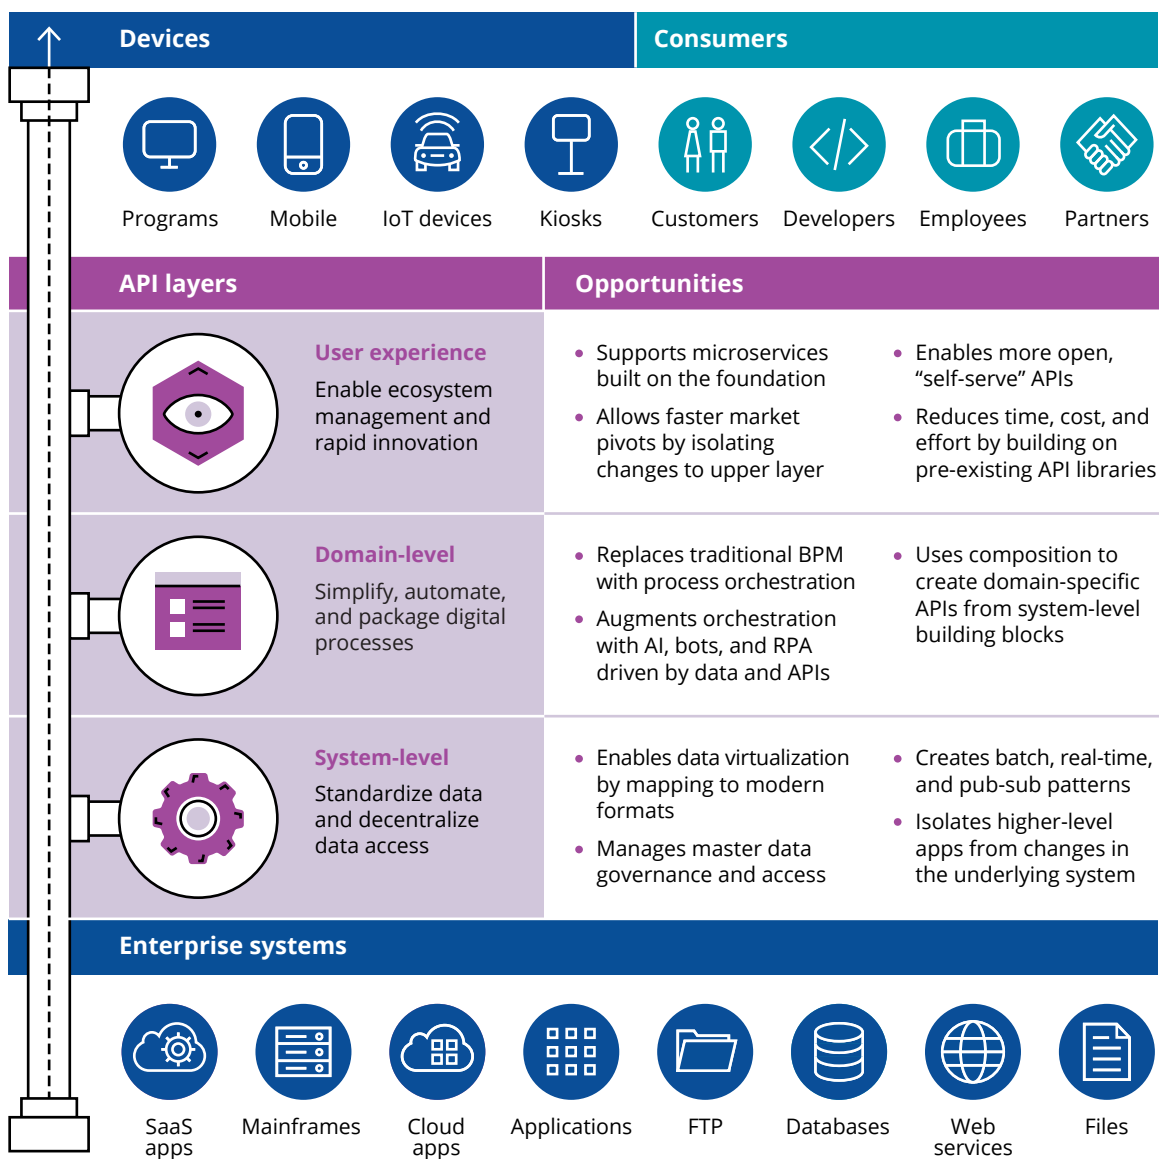 Devices
Consumers
Programs
Mobile
IoT devices
Kiosks
Customers
Developers
Employees
Partners
API layers
Opportunities
User experience
Enable ecosystem
management and
rapid innovation
• Supports microservices
built on the foundation
• Allows faster market
pivots by isolating
changes to upper layer
• Enables more open,
“self-serve” APIs
• Reduces time, cost, and
effort by building on
pre-existing API libraries
Domain-level
Simplify, automate,
and package digital
processes
• Replaces traditional BPM
with process orchestration
• Augments orchestration
with AI, bots, and RPA
driven by data and APIs
• Uses composition to
create domain-specific
APIs from system-level
building blocks
System-level
Standardize data
and decentralize
data access
• Enables data virtualization
by mapping to modern
formats
• Manages master data
governance and access
• Creates batch, real-time,
and pub-sub patterns
• Isolates higher-level
apps from changes in
the underlying system
Enterprise systems
SaaS
apps
Mainframes
Cloud
apps
Applications
FTP
Databases
Web
services
Files